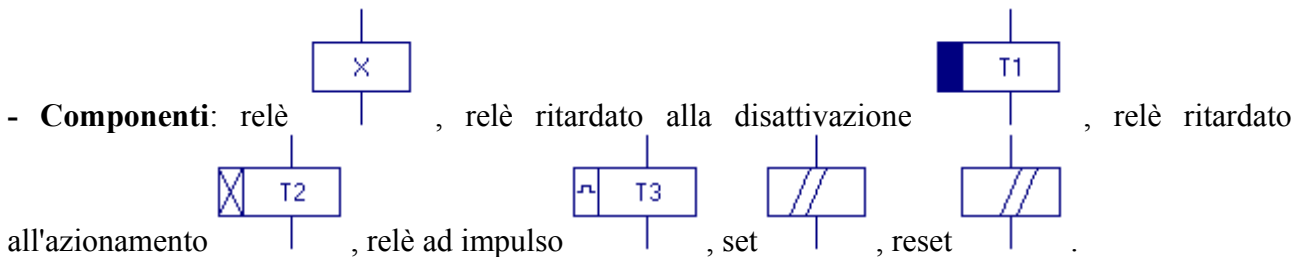 X T1
- Componenti: relè , relè ritardato alla disattivazione , relè ritardato
T2 T3
all'azionamento , relè ad impulso , set , reset .